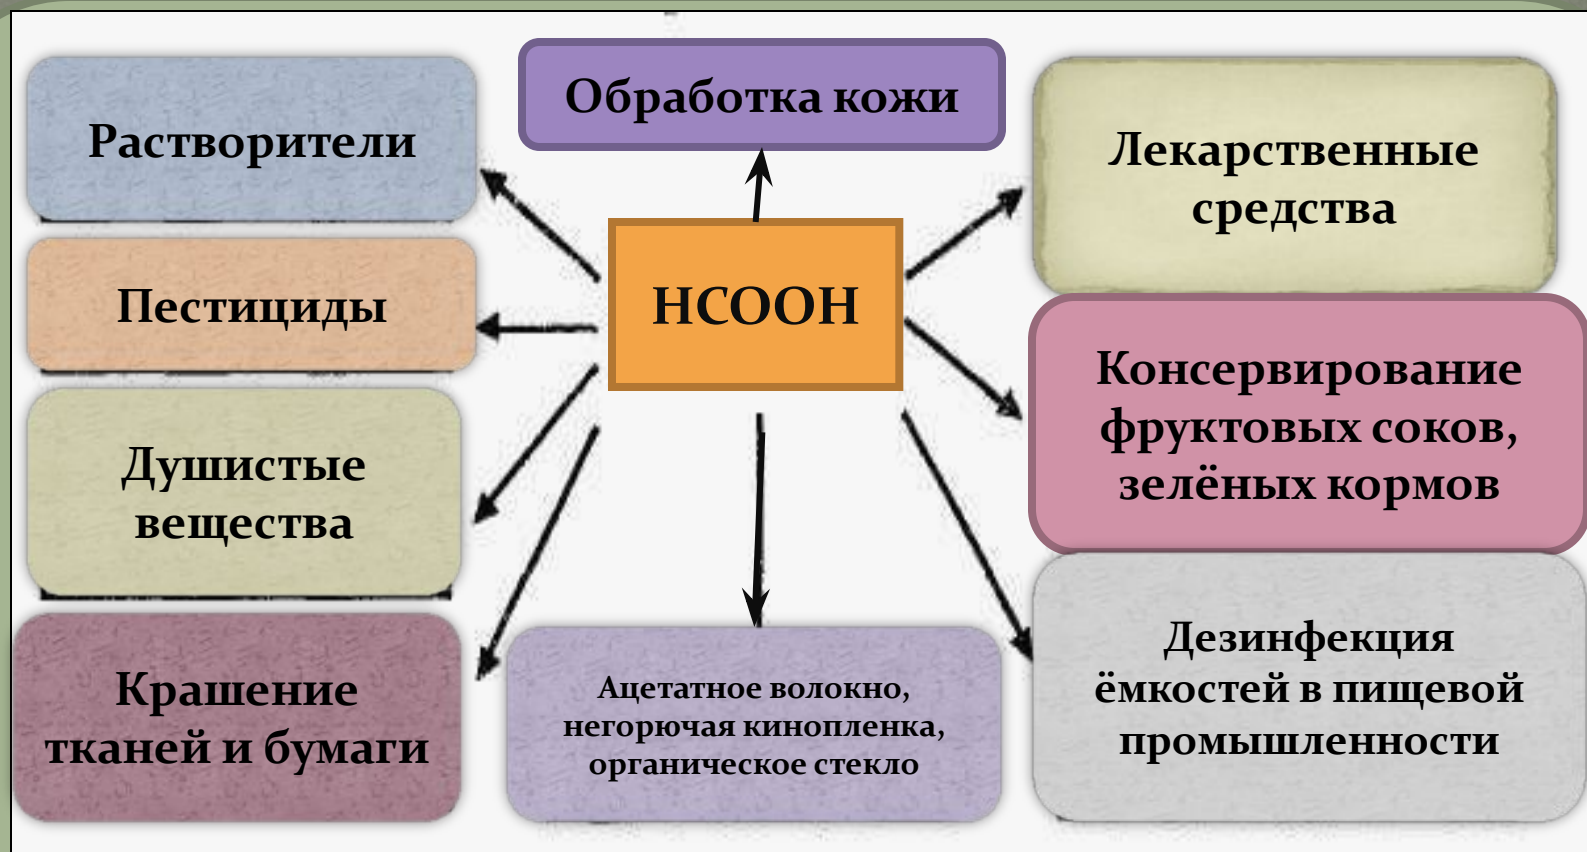 Обработка кожи
Растворители
Лекарственные
средства
НСООН
Пестициды
Консервирование
фруктовых соков,
зелёных кормов
Душистые
вещества
Дезинфекция
ёмкостей в пищевой
промышленности
Крашение
тканей и бумаги
Ацетатное волокно,
негорючая кинопленка,
органическое стекло